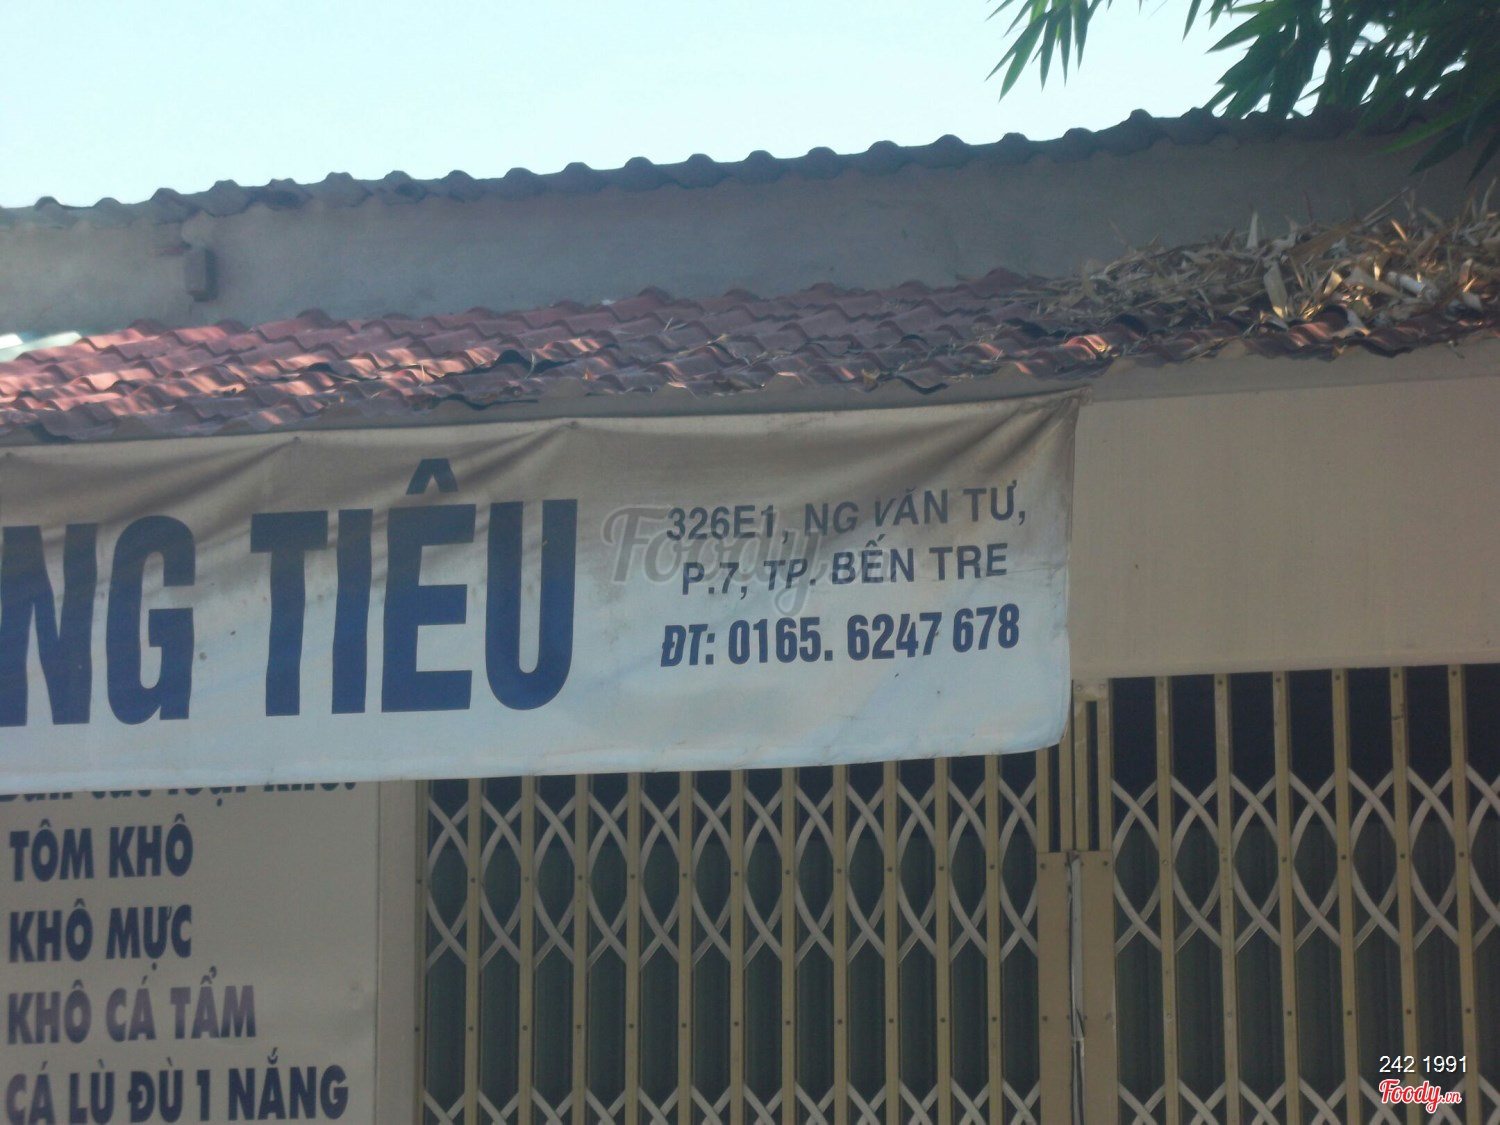 NG TIÊU
326E1, NG VĂN TƯ,
P.7, TP. BẾN TRE
ĐT: 0165. 6247 678
TÔM KHÔ
KHÔ MỰC
KHÔ CÁ TẨM
CÁ LÙ ĐÙ 1 NẮNG
Foody
242 1991
Foody.vn